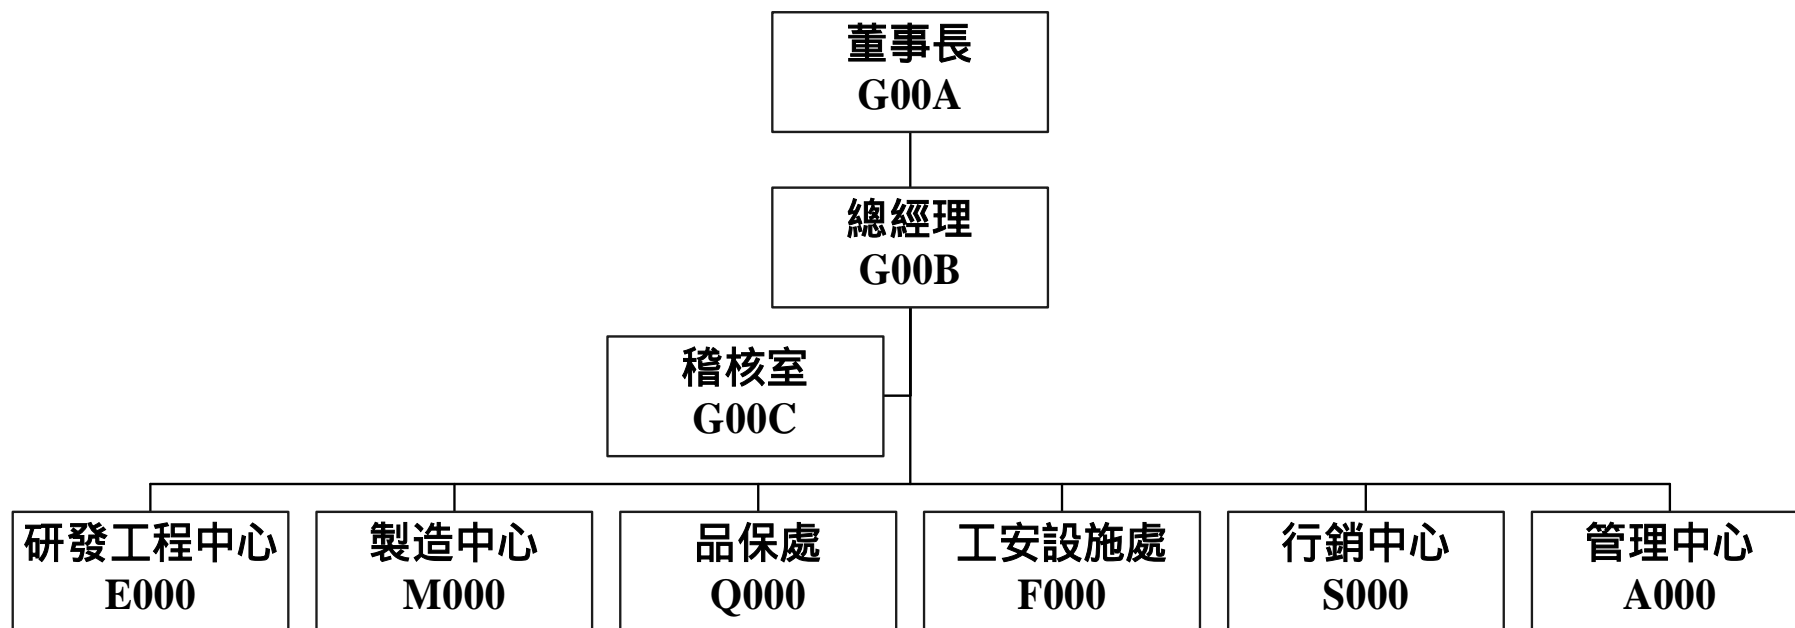 董事長
G00A
總經理
G00B
稽核室
G00C
研發工程中心
E000
製造中心
M000
品保處
Q000
工安設施處
F000
行銷中心
S000
管理中心
A000